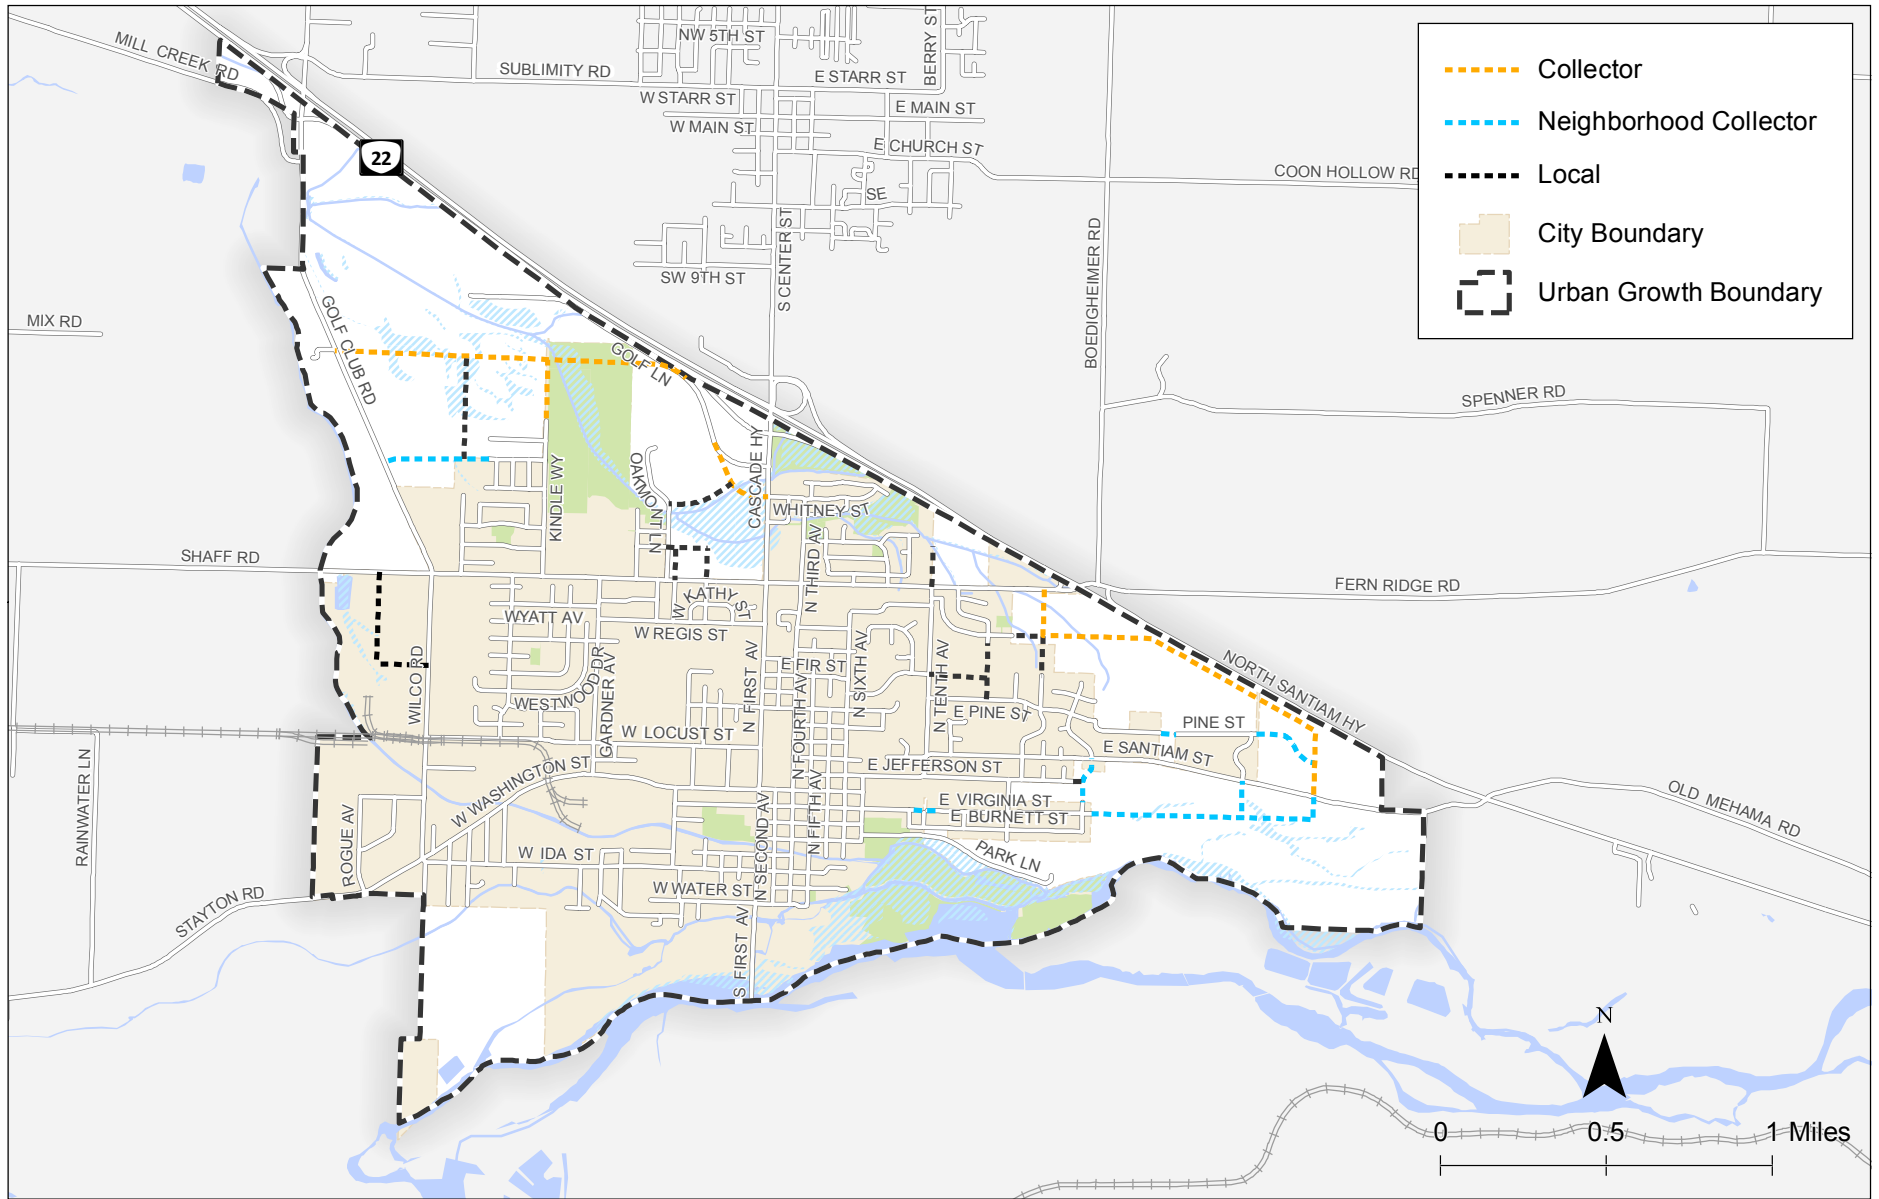 MILL CREEK RD
SUBLIMITY RD
NW 5TH ST
BERRY ST
E STARR ST
W STARR ST
E MAIN ST
W MAIN ST
E CHURCH ST
SE
COON HOLLOW RD
22
S CENTER ST
SW 9TH ST
BOEDIGHEIMER RD
Collector
Neighborhood Collector
Local
City Boundary
Urban Growth Boundary
MIX RD
GOLF CLUB RD
GOLF LN
SPENNER RD
KINDLE WY
OAKMONT LN
CASCADE HY
WHITNEY ST
SHAFF RD
N THIRD AV
FERN RIDGE RD
W KATHY ST
WYATT AV
W REGIS ST
E FIR ST
N SIXTH AV
N TENTH AV
N FIRST AV
N FOURTH AV
WILCO RD
WESTWOOD DR
GARDNER AV
NORTH SANTIAM HY
E PINE ST
PINE ST
W LOCUST ST
E SANTIAM ST
E JEFFERSON ST
RAINWATER LN
W WASHINGTON ST
E VIRGINIA ST
E BURNETT ST
OLD MEHAMA RD
ROGUE AV
N SECOND AV
N FIFTH AV
W IDA ST
PARK LN
W WATER ST
STAYTON RD
S FIRST AV
N
0
0.5
1 Miles